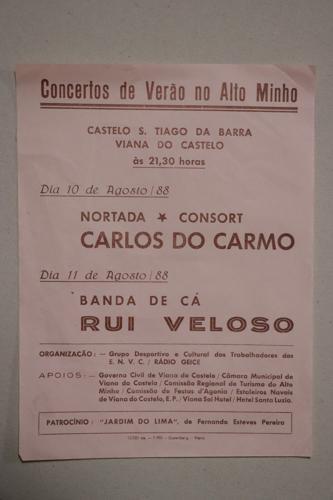 Concertos de Verão no Alto Minho
CASTELO S. TIAGO DA BARRA
VIANA DO CASTELO
às 21,30 horas
Dia 10 de Agosto/88
NORTADA ★ CONSORT
CARLOS DO CARMO
Dia 11 de Agosto/88
BANDA DE CÁ
RUI VELOSO
ORGANIZAÇÃO: — Grupo Desportivo e Cultural dos Trabalhadores dos
E. N. V. C. / RÁDIO GEICE
APOIOS: — Governo Civil de Viana do Castelo / Câmara Municipal de
Viana do Castelo / Comissão Regional de Turismo do Alto
Minho / Comissão de Festas d'Agonia / Estaleiros Navais
de Viana do Castelo, E. P. / Viana Sol Hotel / Hotel Santa Luzia.
PATROCÍNIO: "JARDIM DO LIMA", de Fernando Esteves Pereira